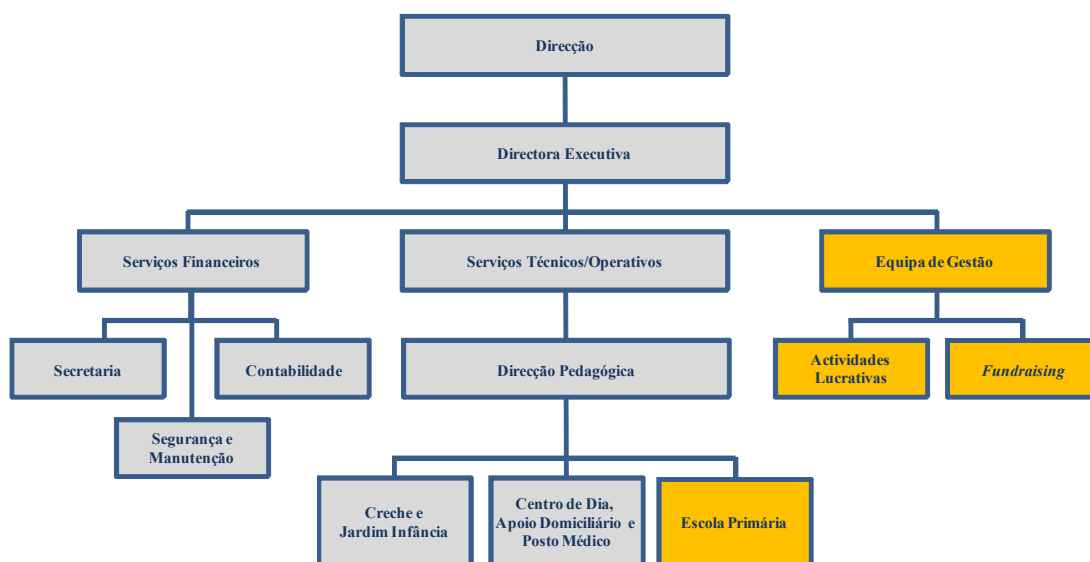 Direcção
Directora Executiva
Serviços Financeiros
Serviços Técnicos/Operativos
Equipa de Gestão
Secretaria
Contabilidade
Direcção Pedagógica
Actividades
Lucrativas
Fundraising
Segurança e
Manutenção
Creche e
Jardim Infância
Centro de Dia,
Apoio Domiciliário e
Posto Médico
Escola Primária